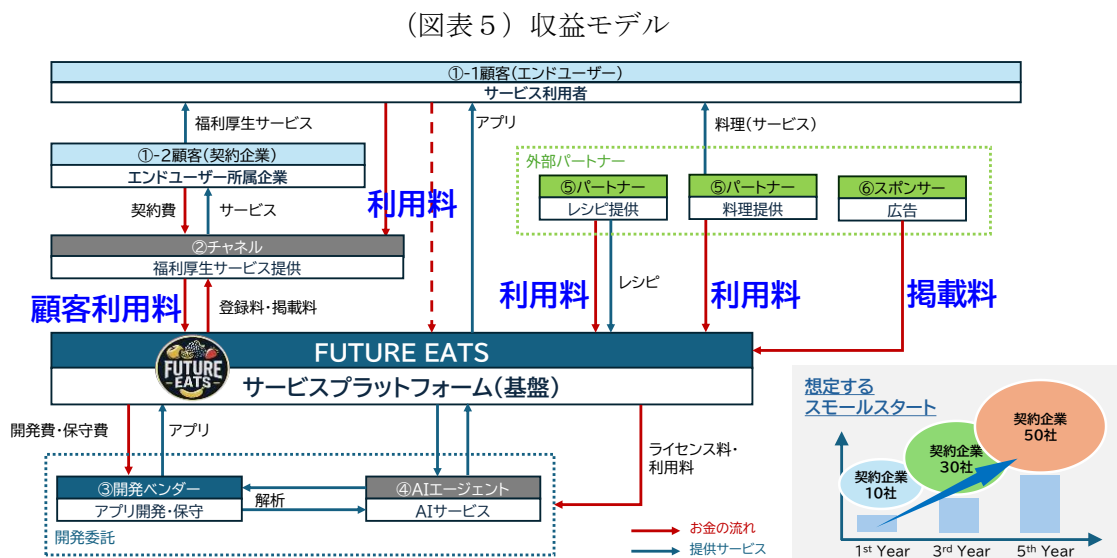 （図表５）収益モデル
①-1顧客(エンドユーザー)
サービス利用者
福利厚生サービス
アプリ
料理(サービス)
①-2顧客(契約企業)
エンドユーザー所属企業
外部パートナー
⑤パートナー
レシピ提供
⑤パートナー
料理提供
⑥スポンサー
広告
契約費
サービス
利用料
②チャネル
福利厚生サービス提供
顧客利用料
登録料・掲載料
利用料
レシピ
利用料
掲載料
FUTURE EATS
FUTURE
-EATS-
サービスプラットフォーム(基盤)
開発費・保守費
アプリ
ライセンス料・
利用料
③開発ベンダー
アプリ開発・保守
解析
④AIエージェント
AIサービス
開発委託
お金の流れ
提供サービス
想定する
スモールスタート
契約企業
10社
契約企業
30社
契約企業
50社
1st Year
3rd Year
5th Year